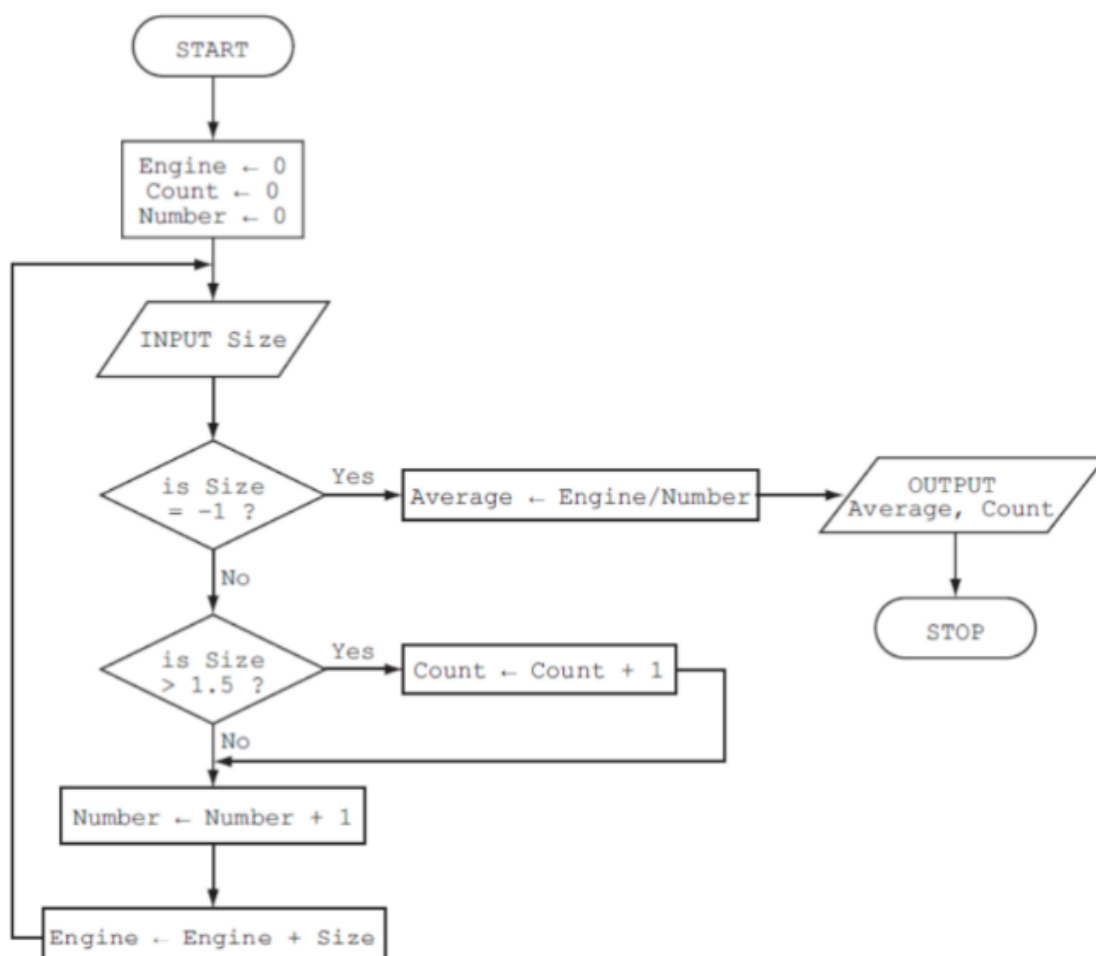 START
Engine ← 0
Count ← 0
Number ← 0
INPUT Size
is Size
= -1 ?
Yes
Average ← Engine/Number
OUTPUT
Average, Count
No
STOP
is Size
> 1.5 ?
Yes
Count ← Count + 1
No
Number ← Number + 1
Engine ← Engine + Size